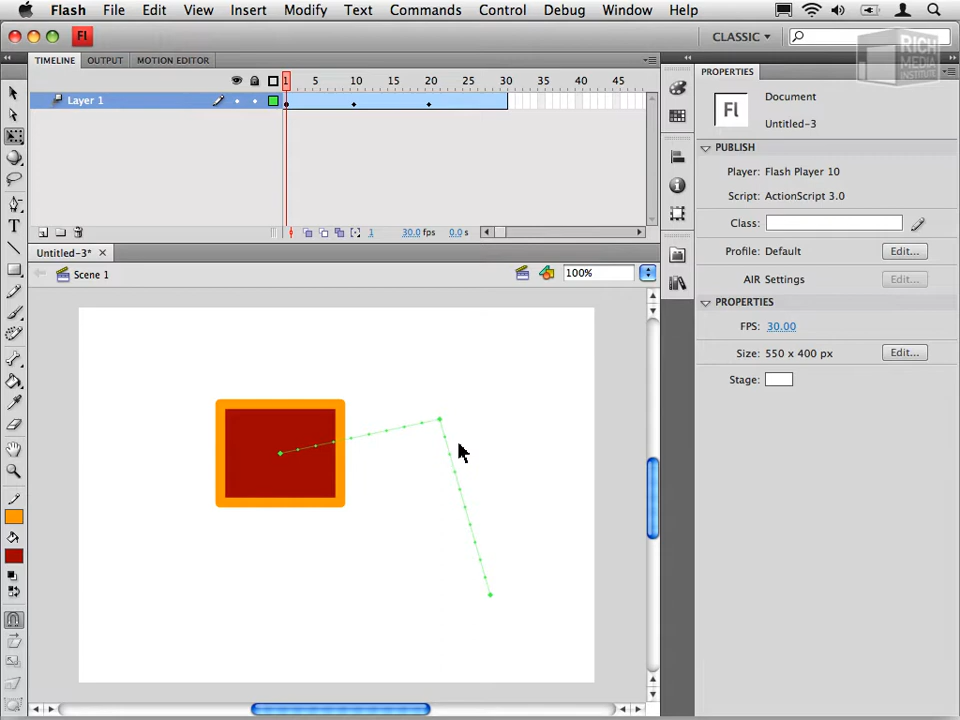 Flash File Edit View Insert Modify Text Commands Control Debug Window Help
Fl CLASSIC
RICH MEDIA INSTITUTE
TIMELINE OUTPUT MOTION EDITOR
1 5 10 15 20 25 30 35 40 45
Layer 1
1 30.0 fps 0.0 s
Untitled-3*
Scene 1
100%
PROPERTIES
Fl
Document
Untitled-3
PUBLISH
Player: Flash Player 10
Script: ActionScript 3.0
Class:
Profile: Default Edit...
AIR Settings Edit...
PROPERTIES
FPS: 30.00
Size: 550 x 400 px Edit...
Stage:
T